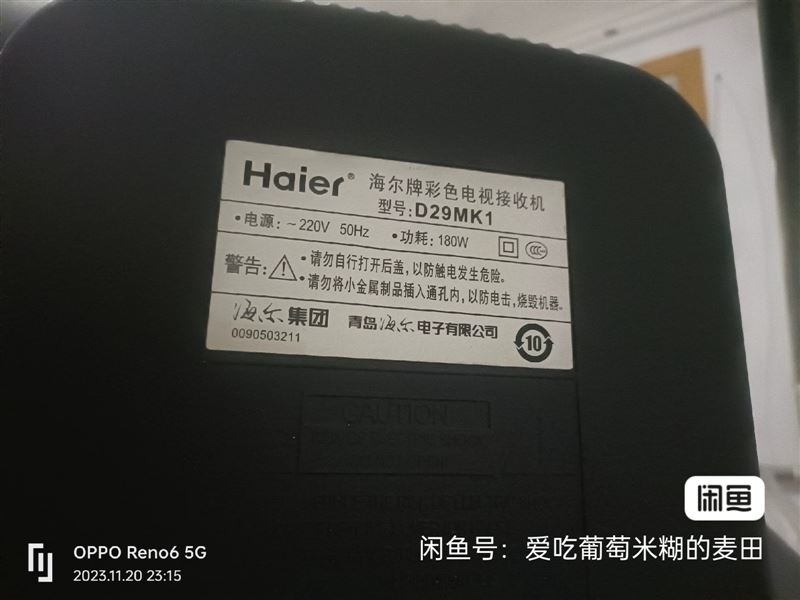 Haier® 海尔牌彩色电视接收机
型号:D29MK1
•电源:~220V 50Hz •功耗:180W
警告:
•请勿自行打开后盖,以防触电发生危险。
•请勿将小金属制品插入通孔内,以防电击,烧毁机器。
海尔集团 青岛海尔电子有限公司
0090503211
10
CAUTION
闲鱼
闲鱼号：爱吃葡萄米糊的麦田
OPPO Reno6 5G
2023.11.20 23:15